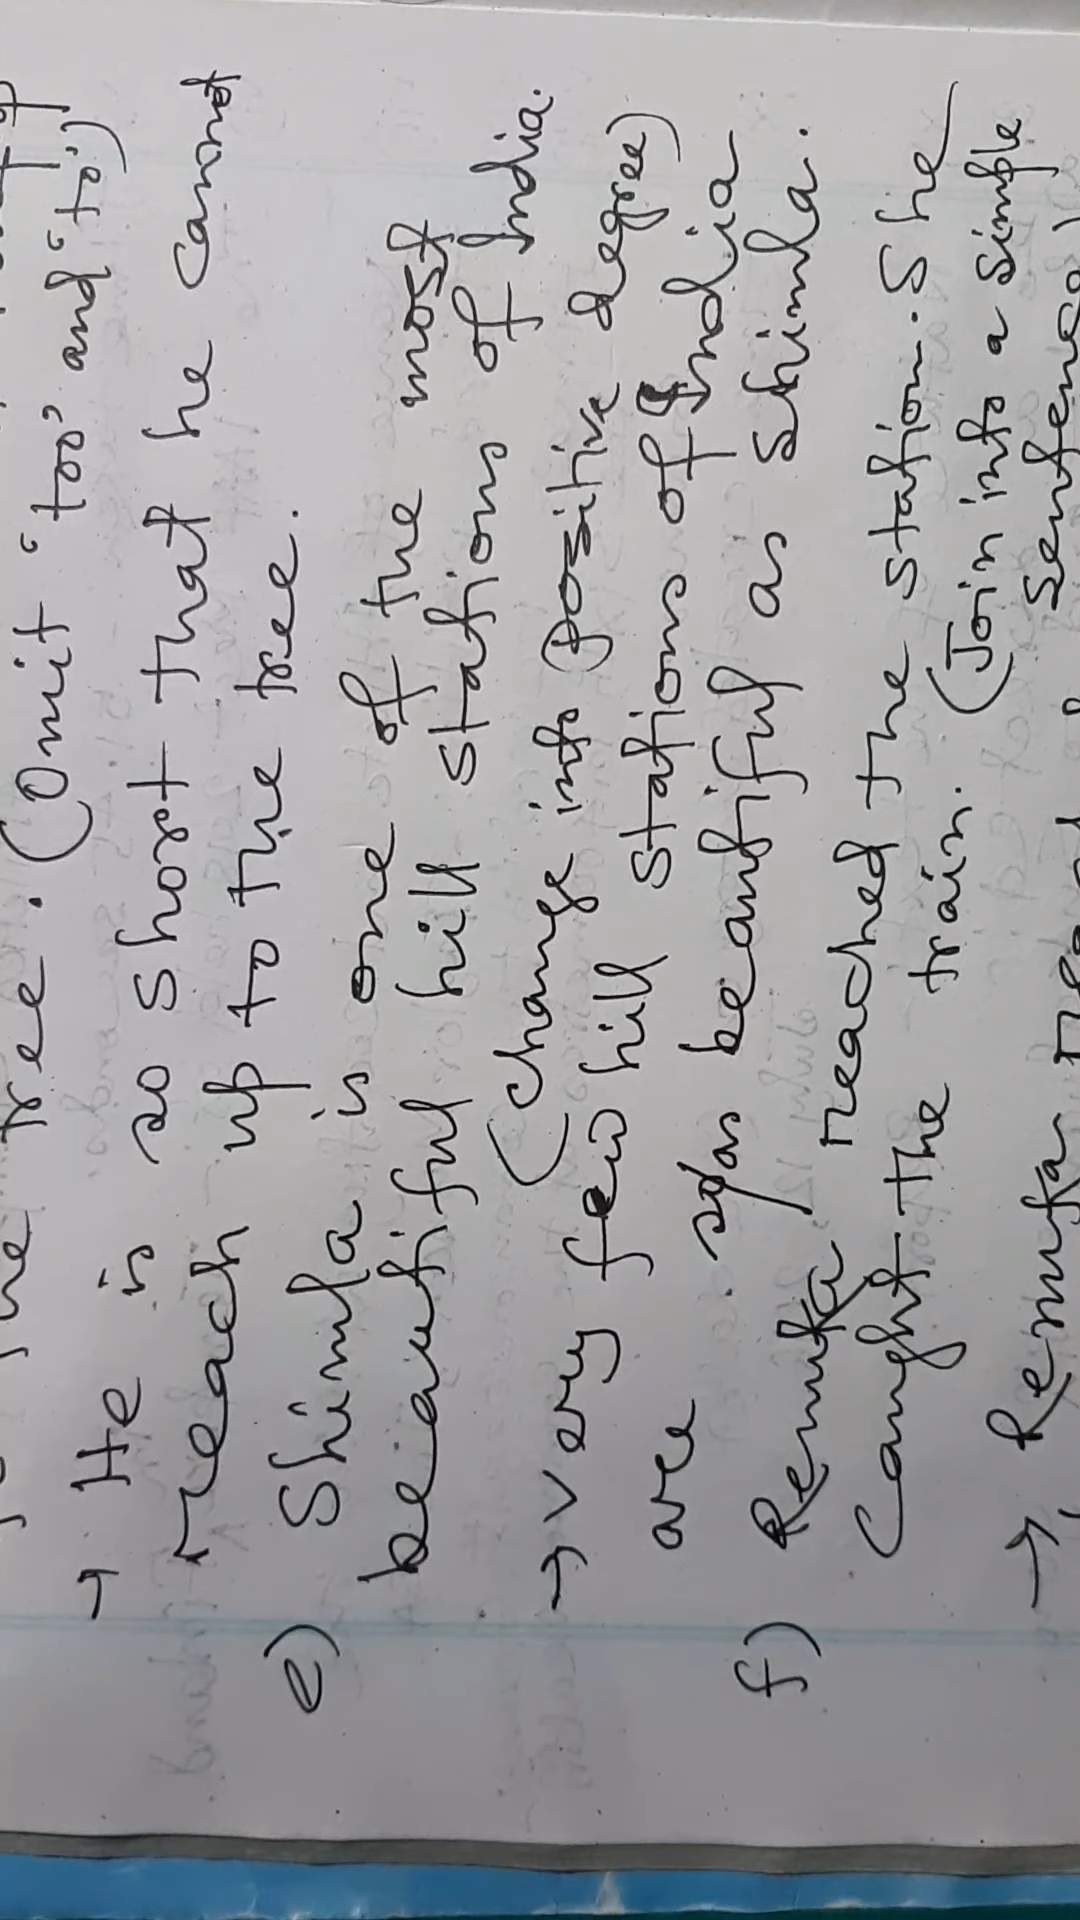 the tree. (Omit 'too' and 'to')
→ He is so short that he cannot
reach up to the tree.
e) Shimla is one of the most
beautiful hill stations of India.
(Change into positive degree)
→ Very few hill stations of India
are so as beautiful as Shimla.
f) Renuka reached the station. She
Caught the train. (Join into a simple
Sentence)
→ Renuka